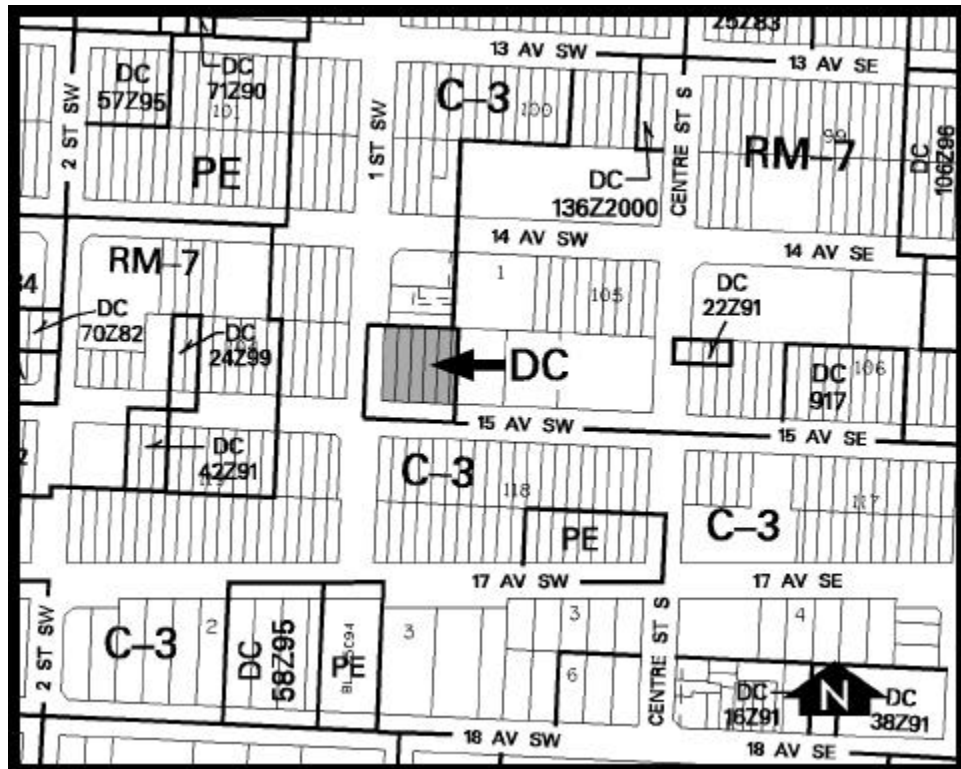 25Z83
13 AV SW
13 AV SE
DC
57Z95
DC
71Z90
101
C-3
100
99
RM-7
DC
106Z96
2 ST SW
1 ST SW
CENTRE ST S
PE
DC
136Z2000
14 AV SW
14 AV SE
RM-7
1
105
DC
22Z91
34
DC
70Z82
DC
24Z99
DC
DC
917
106
15 AV SW
15 AV SE
DC
42Z91
C-3
118
117
C-3
PE
17 AV SW
17 AV SE
2 ST SW
C-3
2
DC
58Z95
PE
3
3
6
CENTRE ST S
4
DC
16Z91
N
DC
38Z91
18 AV SW
18 AV SE